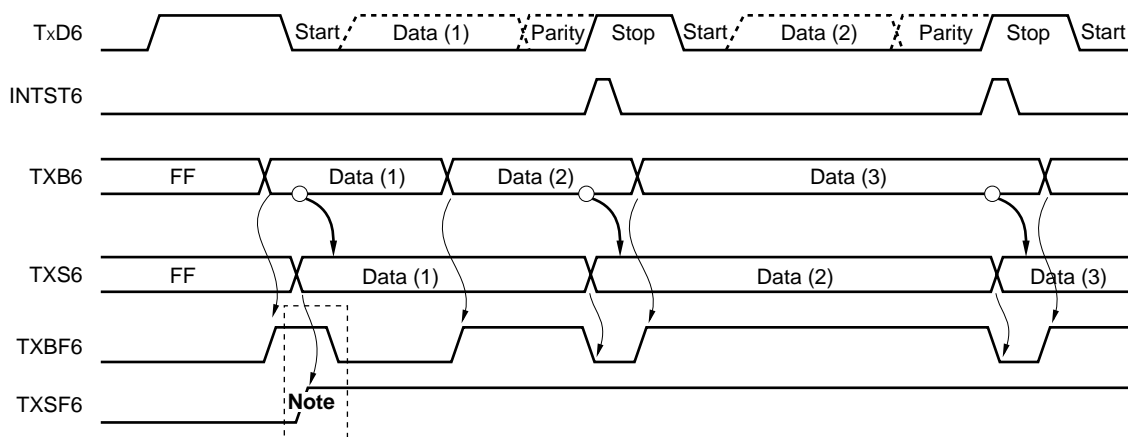 TxD6 Start Data (1) Parity Stop Start Data (2) Parity Stop Start
INTST6
TXB6 FF Data (1) Data (2) Data (3)
TXS6 FF Data (1) Data (2) Data (3)
TXBF6
TXSF6 Note